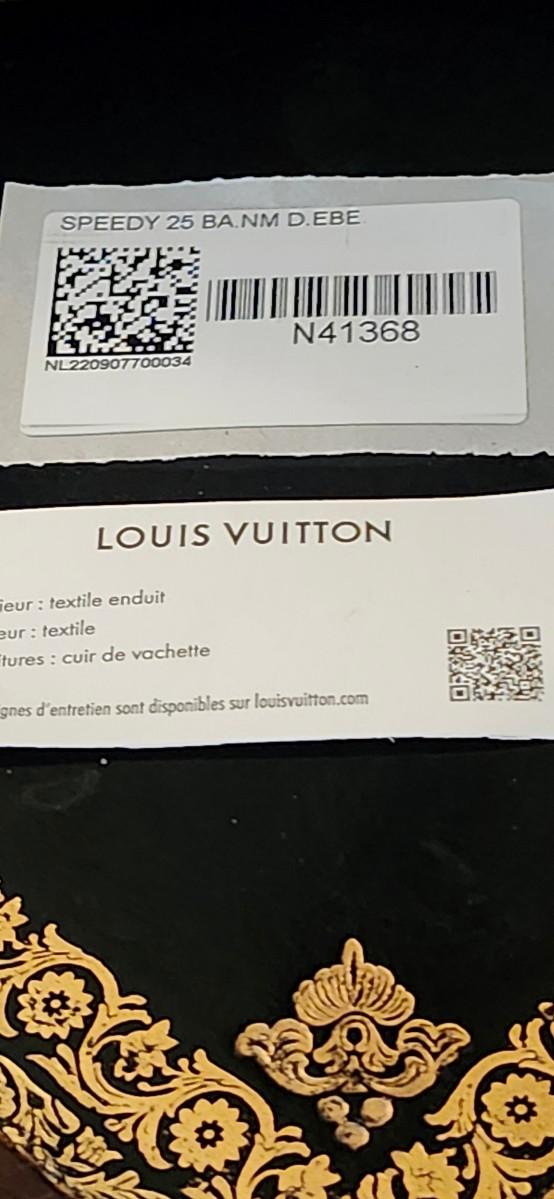 SPEEDY 25 BA.NM D.EBE
N41368
NL220907700034
LOUIS VUITTON
ieur : textile enduit
eur : textile
tures : cuir de vachette
gnes d'entretien sont disponibles sur louisvuitton.com